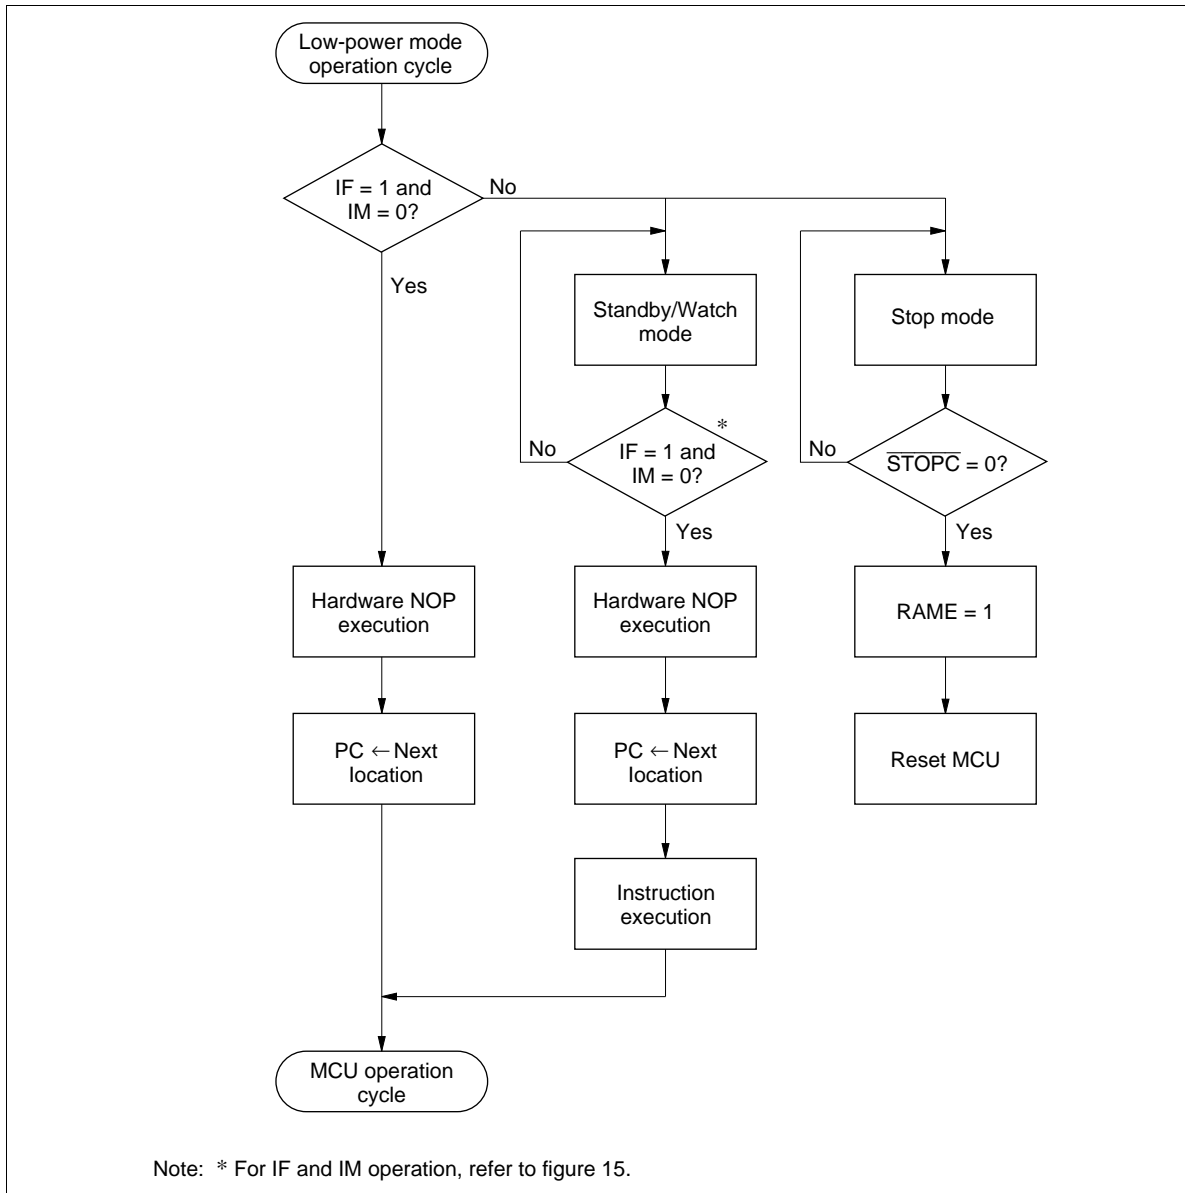 Low-power mode
operation cycle
IF = 1 and
IM = 0?
No
Yes
Standby/Watch
mode
Stop mode
*
No
IF = 1 and
IM = 0?
Yes
No
S̅T̅O̅P̅C̅ = 0?
Yes
Hardware NOP
execution
Hardware NOP
execution
RAME = 1
PC ← Next
location
PC ← Next
location
Reset MCU
Instruction
execution
MCU operation
cycle
Note: * For IF and IM operation, refer to figure 15.